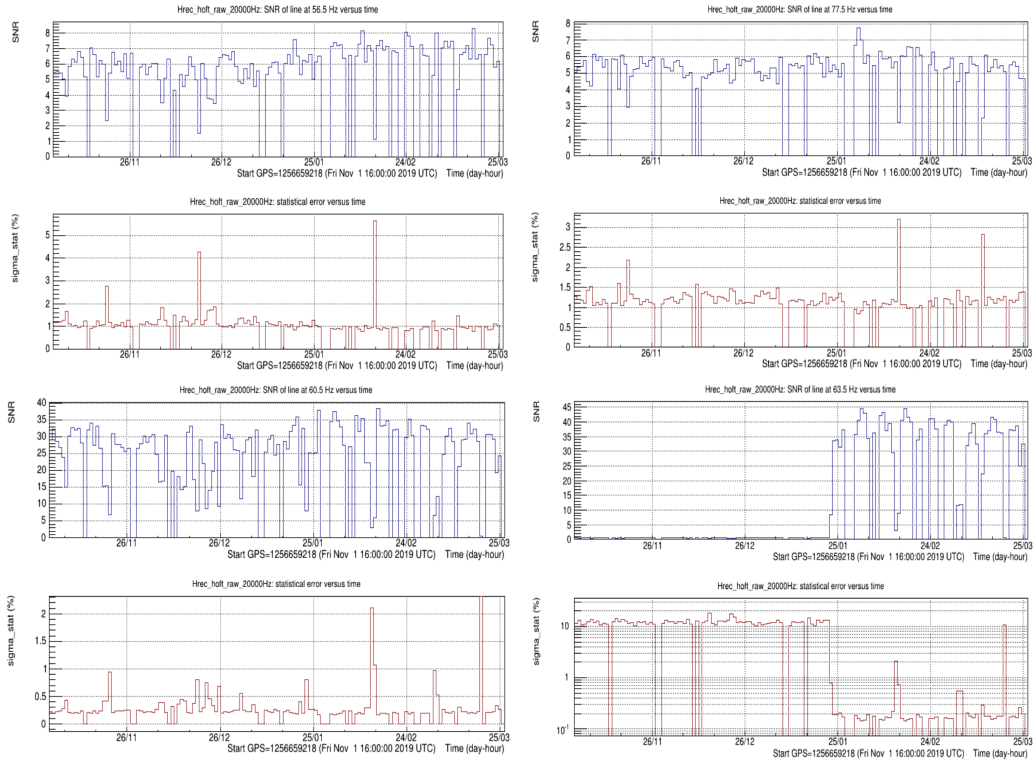 Hrec_hoft_raw_20000Hz: SNR of line at 56.5 Hz versus time
SNR
8
7
6
5
4
3
2
1
0
26/11 26/12 25/01 24/02 25/03
Start GPS=1256659218 (Fri Nov 1 16:00:00 2019 UTC) Time (day-hour)
Hrec_hoft_raw_20000Hz: SNR of line at 77.5 Hz versus time
SNR
8
7
6
5
4
3
2
1
0
26/11 26/12 25/01 24/02 25/03
Start GPS=1256659218 (Fri Nov 1 16:00:00 2019 UTC) Time (day-hour)
Hrec_hoft_raw_20000Hz: statistical error versus time
sigma_stat (%)
5
4
3
2
1
0
26/11 26/12 25/01 24/02 25/03
Start GPS=1256659218 (Fri Nov 1 16:00:00 2019 UTC) Time (day-hour)
Hrec_hoft_raw_20000Hz: statistical error versus time
sigma_stat (%)
3
2.5
2
1.5
1
0.5
0
26/11 26/12 25/01 24/02 25/03
Start GPS=1256659218 (Fri Nov 1 16:00:00 2019 UTC) Time (day-hour)
Hrec_hoft_raw_20000Hz: SNR of line at 60.5 Hz versus time
SNR
40
35
30
25
20
15
10
5
0
26/11 26/12 25/01 24/02 25/03
Start GPS=1256659218 (Fri Nov 1 16:00:00 2019 UTC) Time (day-hour)
Hrec_hoft_raw_20000Hz: SNR of line at 63.5 Hz versus time
SNR
45
40
35
30
25
20
15
10
5
0
26/11 26/12 25/01 24/02 25/03
Start GPS=1256659218 (Fri Nov 1 16:00:00 2019 UTC) Time (day-hour)
Hrec_hoft_raw_20000Hz: statistical error versus time
sigma_stat (%)
2
1.5
1
0.5
0
26/11 26/12 25/01 24/02 25/03
Start GPS=1256659218 (Fri Nov 1 16:00:00 2019 UTC) Time (day-hour)
Hrec_hoft_raw_20000Hz: statistical error versus time
sigma_stat (%)
10
1
10⁻¹
26/11 26/12 25/01 24/02 25/03
Start GPS=1256659218 (Fri Nov 1 16:00:00 2019 UTC) Time (day-hour)